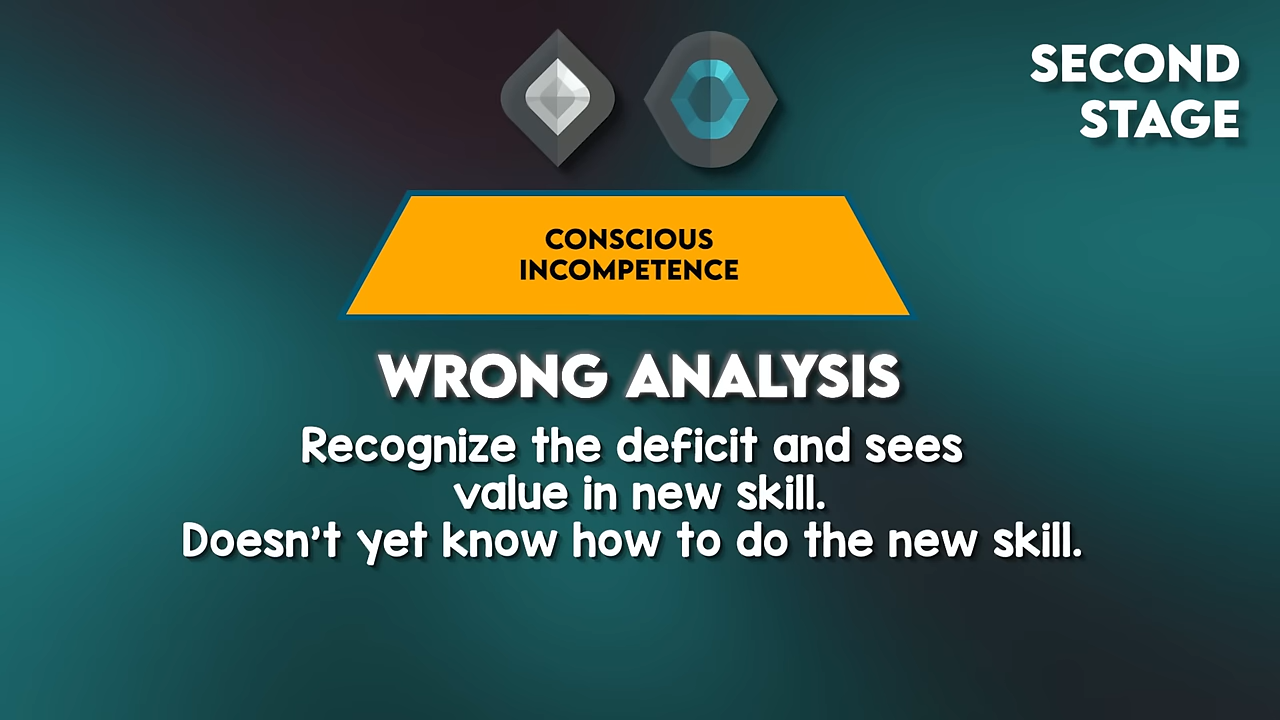 SECOND
STAGE
CONSCIOUS
INCOMPETENCE
WRONG ANALYSIS
Recognize the deficit and sees
value in new skill.
Doesn't yet know how to do the new skill.